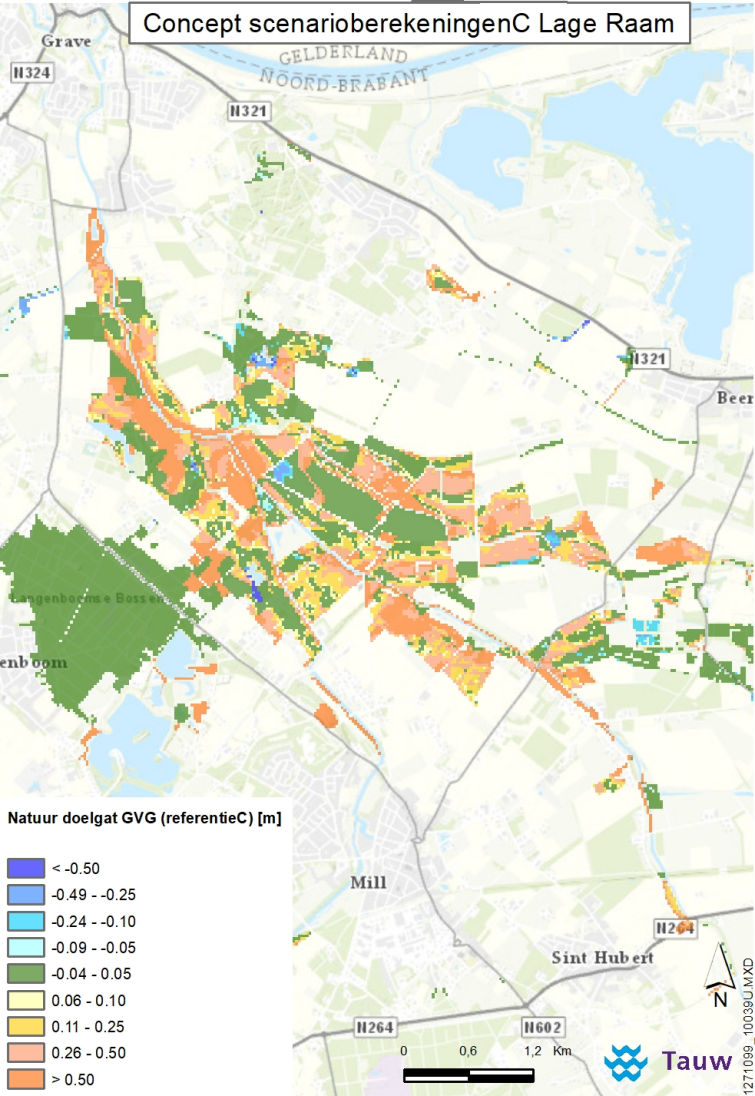 Concept scenarioberekeningenC Lage Raam
Grave
GELDERLAND
NOORD-BRABANT
N324
N321
N321
Beer
Langenboomse Bossen
enboom
Natuur doelgat GVG (referentieC) [m]
< -0.50
-0.49 - -0.25
-0.24 - -0.10
-0.09 - -0.05
-0.04 - 0.05
0.06 - 0.10
0.11 - 0.25
0.26 - 0.50
> 0.50
Mill
N264
Sint Hubert
N264
N602
N
0 0,6 1,2 Km
Tauw
1271099_10039U.MXD